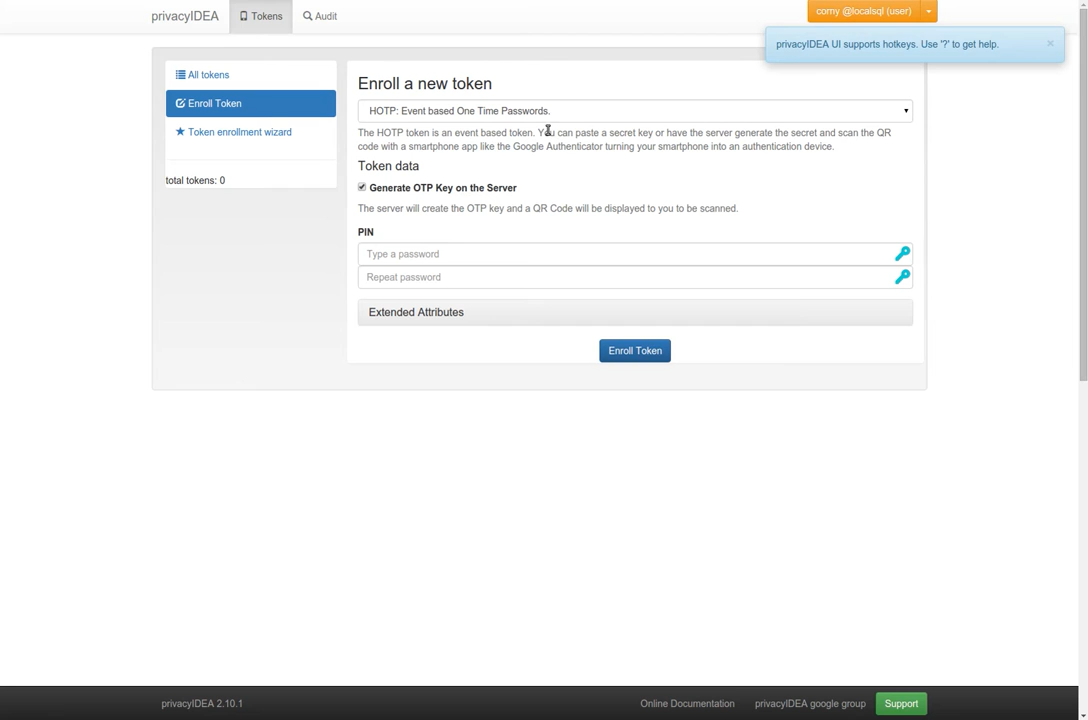 privacyIDEA
Tokens
Audit
corny @localsql (user)
privacyIDEA UI supports hotkeys. Use '?' to get help.
×
All tokens
Enroll Token
Token enrollment wizard
total tokens: 0
Enroll a new token
HOTP: Event based One Time Passwords.
The HOTP token is an event based token. You can paste a secret key or have the server generate the secret and scan the QR
code with a smartphone app like the Google Authenticator turning your smartphone into an authentication device.
Token data
Generate OTP Key on the Server
The server will create the OTP key and a QR Code will be displayed to you to be scanned.
PIN
Type a password
Repeat password
Extended Attributes
Enroll Token
privacyIDEA 2.10.1
Online Documentation
privacyIDEA google group
Support